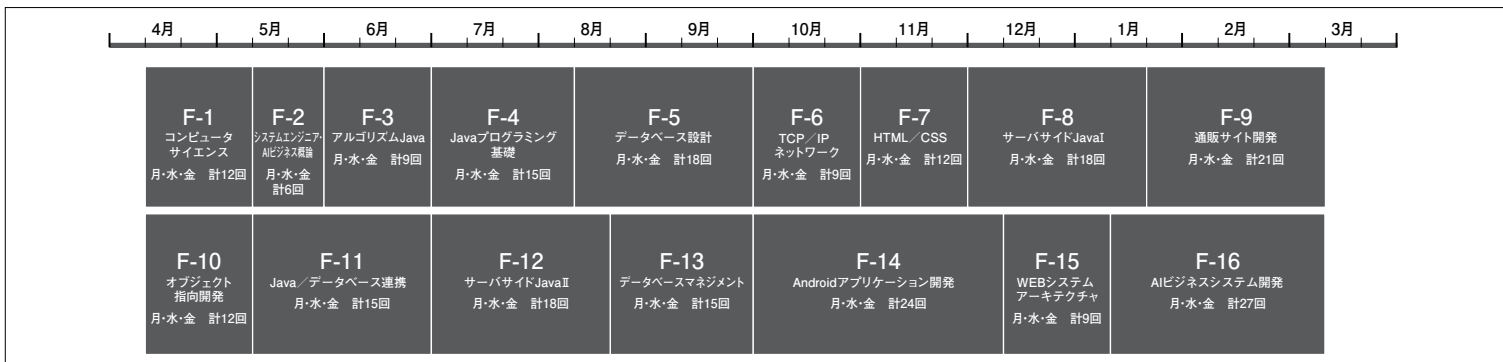 4月 5月 6月 7月 8月 9月 10月 11月 12月 1月 2月 3月
F-1
コンピュータ
サイエンス
月・水・金　計12回
F-2
システムエンジニア・
AIビジネス概論
月・水・金
計6回
F-3
アルゴリズムJava
月・水・金　計9回
F-4
Javaプログラミング
基礎
月・水・金　計15回
F-5
データベース設計
月・水・金　計18回
F-6
TCP／IP
ネットワーク
月・水・金　計9回
F-7
HTML／CSS
月・水・金　計12回
F-8
サーバサイドJavaⅠ
月・水・金　計18回
F-9
通販サイト開発
月・水・金　計21回
F-10
オブジェクト
指向開発
月・水・金　計12回
F-11
Java／データベース連携
月・水・金　計15回
F-12
サーバサイドJavaⅡ
月・水・金　計18回
F-13
データベースマネジメント
月・水・金　計15回
F-14
Androidアプリケーション開発
月・水・金　計24回
F-15
WEBシステム
アーキテクチャ
月・水・金　計9回
F-16
AIビジネスシステム開発
月・水・金　計27回